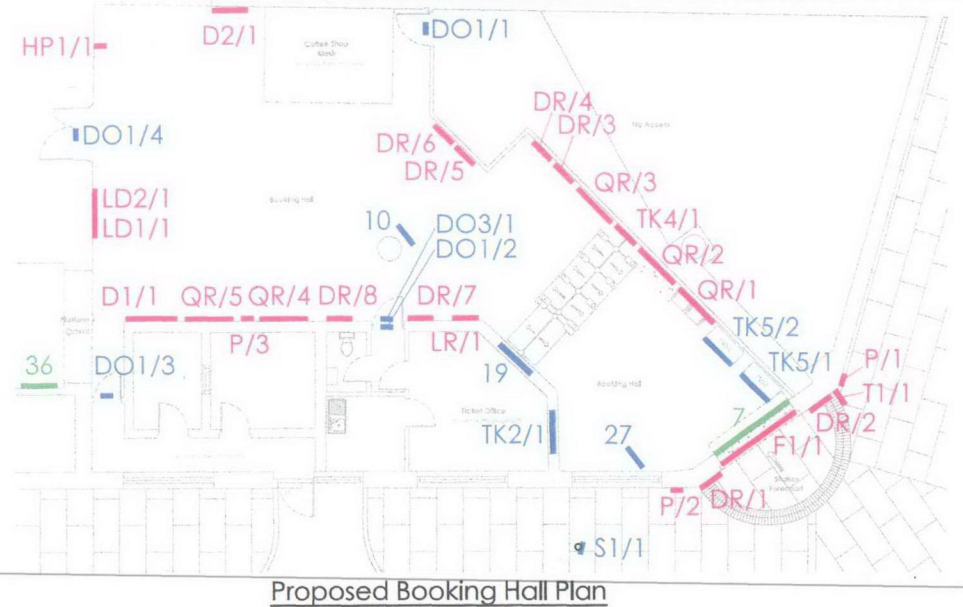 D2/1
DO1/1
HP1/1
Coffee Shop
Kiosk
DR/4
DR/3
No Access
DO1/4
DR/6
DR/5
QR/3
LD2/1
LD1/1
Booking Hall
TK4/1
10
DO3/1
DO1/2
QR/2
QR/1
D1/1
QR/5
QR/4
DR/8
DR/7
P/3
LR/1
TK5/2
TK5/1
36
DO1/3
19
Booking Hall
P/1
T1/1
DR/2
Ticket Office
TK2/1
27
7
F1/1
Station
Forecourt
P/2
DR/1
S1/1
Proposed Booking Hall Plan